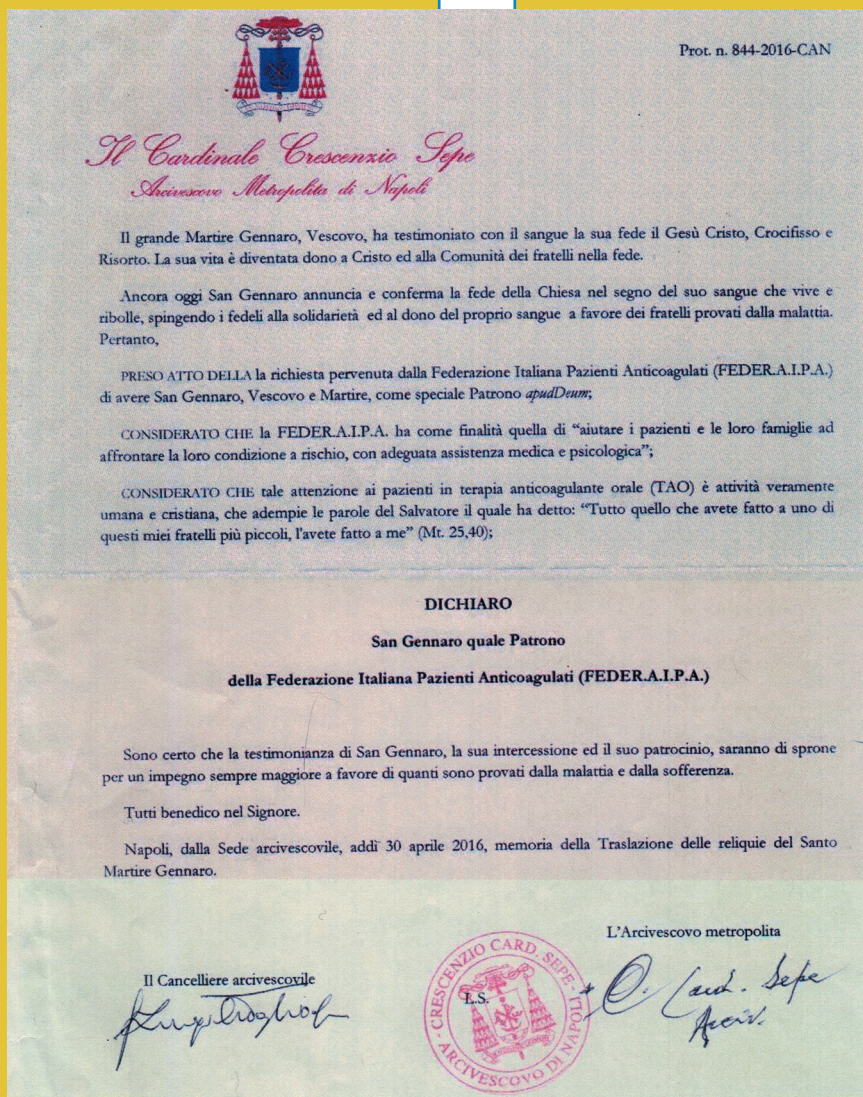 Prot. n. 844-2016-CAN
Il Cardinale Crescenzio Sepe
Arcivescovo Metropolita di Napoli
Il grande Martire Gennaro, Vescovo, ha testimoniato con il sangue la sua fede il Gesù Cristo, Crocifisso e
Risorto. La sua vita è diventata dono a Cristo ed alla Comunità dei fratelli nella fede.
Ancora oggi San Gennaro annuncia e conferma la fede della Chiesa nel segno del suo sangue che vive e
ribolle, spingendo i fedeli alla solidarietà ed al dono del proprio sangue a favore dei fratelli provati dalla malattia.
Pertanto,
PRESO ATTO DELLA la richiesta pervenuta dalla Federazione Italiana Pazienti Anticoagulati (FEDER.A.I.P.A.)
di avere San Gennaro, Vescovo e Martire, come speciale Patrono apudDeum;
CONSIDERATO CHE la FEDER.A.I.P.A. ha come finalità quella di “aiutare i pazienti e le loro famiglie ad
affrontare la loro condizione a rischio, con adeguata assistenza medica e psicologica”;
CONSIDERATO CHE tale attenzione ai pazienti in terapia anticoagulante orale (TAO) è attività veramente
umana e cristiana, che adempie le parole del Salvatore il quale ha detto: “Tutto quello che avete fatto a uno di
questi miei fratelli più piccoli, l'avete fatto a me” (Mt. 25,40);
DICHIARO
San Gennaro quale Patrono
della Federazione Italiana Pazienti Anticoagulati (FEDER.A.I.P.A.)
Sono certo che la testimonianza di San Gennaro, la sua intercessione ed il suo patrocinio, saranno di sprone
per un impegno sempre maggiore a favore di quanti sono provati dalla malattia e dalla sofferenza.
Tutti benedico nel Signore.
Napoli, dalla Sede arcivescovile, addì 30 aprile 2016, memoria della Traslazione delle reliquie del Santo
Martire Gennaro.
L'Arcivescovo metropolita
Il Cancelliere arcivescovile
L.S.
CRESCENZIO CARD. SEPE - ARCIVESCOVO DI NAPOLI -
+ C. Card. Sepe
Arciv.